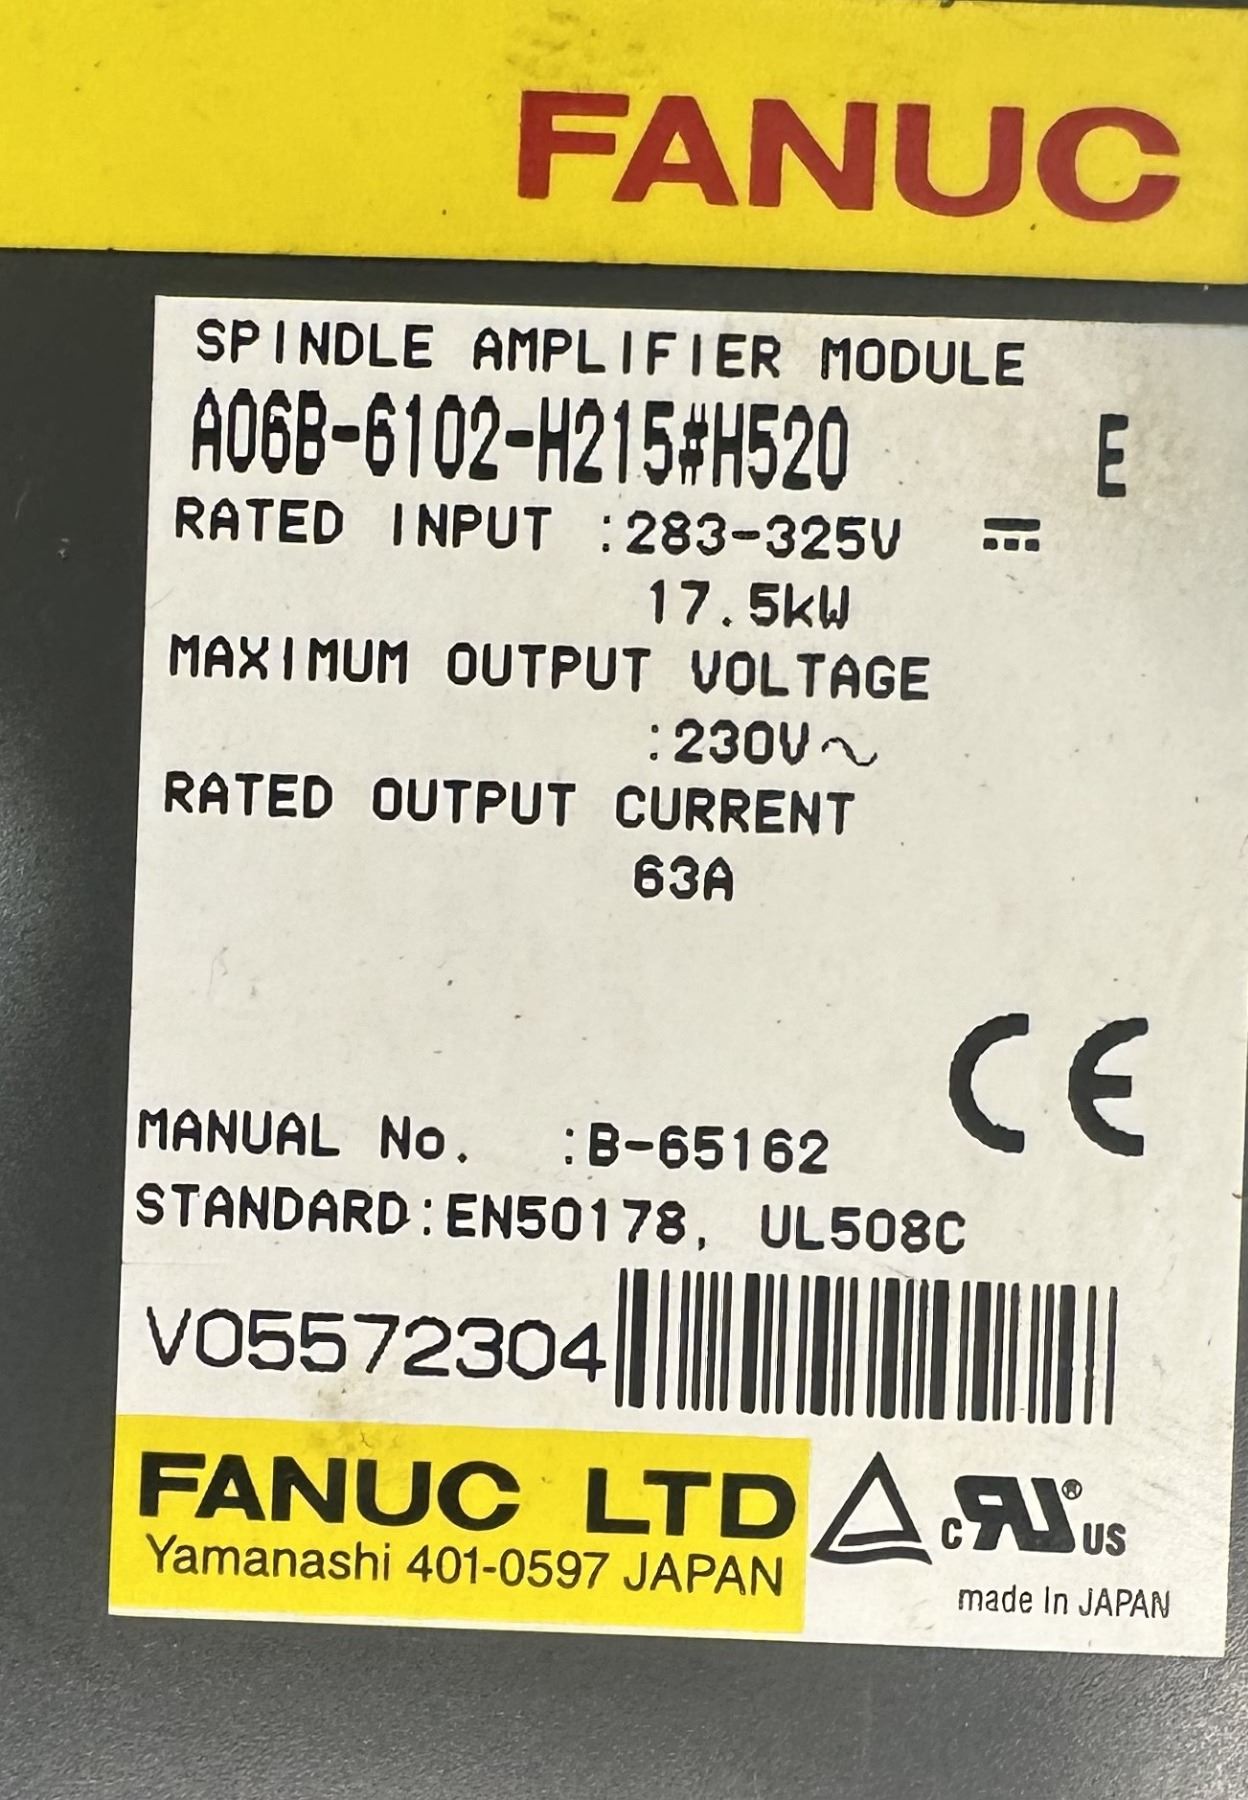 FANUC
SPINDLE AMPLIFIER MODULE
A06B-6102-H215#H520 E
RATED INPUT :283-325V ⎓
17.5kW
MAXIMUM OUTPUT VOLTAGE
:230V～
RATED OUTPUT CURRENT
63A
CE
MANUAL No. :B-65162
STANDARD:EN50178, UL508C
V05572304
FANUC LTD
Yamanashi 401-0597 JAPAN
c RU ® US
made In JAPAN